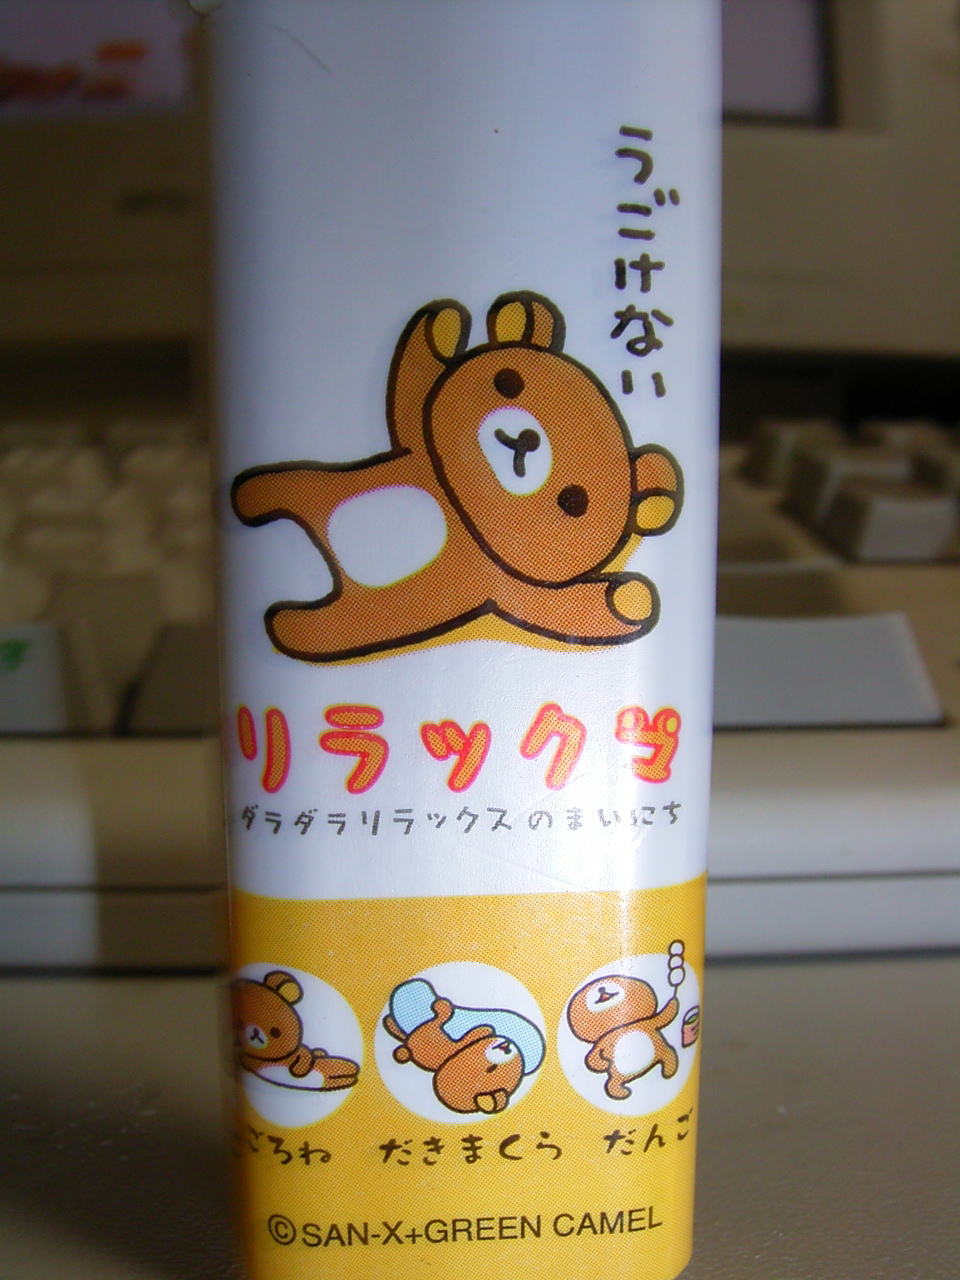 うごけない
リラックマ
ダラダラリラックスのまいにち
ごろね だきまくら だんご
©SAN-X+GREEN CAMEL